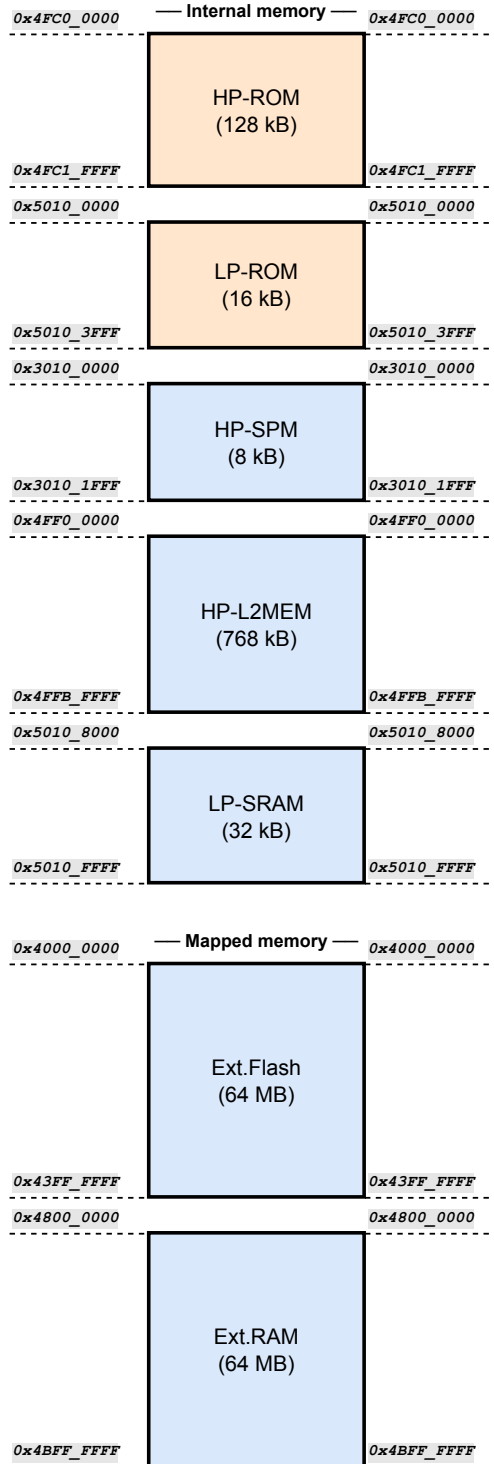 — Internal memory —
0x4FC0_0000 0x4FC0_0000
HP-ROM
(128 kB)
0x4FC1_FFFF 0x4FC1_FFFF
0x5010_0000 0x5010_0000
LP-ROM
(16 kB)
0x5010_3FFF 0x5010_3FFF
0x3010_0000 0x3010_0000
HP-SPM
(8 kB)
0x3010_1FFF 0x3010_1FFF
0x4FF0_0000 0x4FF0_0000
HP-L2MEM
(768 kB)
0x4FFB_FFFF 0x4FFB_FFFF
0x5010_8000 0x5010_8000
LP-SRAM
(32 kB)
0x5010_FFFF 0x5010_FFFF
— Mapped memory —
0x4000_0000 0x4000_0000
Ext.Flash
(64 MB)
0x43FF_FFFF 0x43FF_FFFF
0x4800_0000 0x4800_0000
Ext.RAM
(64 MB)
0x4BFF_FFFF 0x4BFF_FFFF